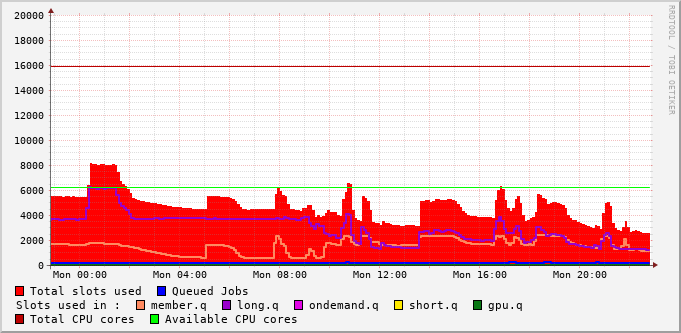 20000
18000
16000
14000
12000
10000
8000
6000
4000
2000
0
Mon 00:00 Mon 04:00 Mon 08:00 Mon 12:00 Mon 16:00 Mon 20:00
Total slots used Queued Jobs
Slots used in : member.q long.q ondemand.q short.q gpu.q
Total CPU cores Available CPU cores
RRDTOOL / TOBI OETIKER